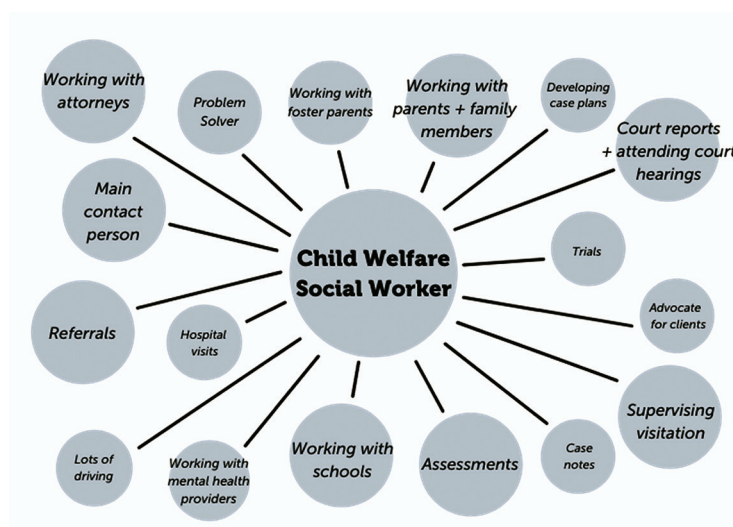 Working with
attorneys
Problem
Solver
Working with
foster parents
Working with
parents + family
members
Developing
case plans
Court reports
+ attending court
hearings
Main
contact
person
Child Welfare
Social Worker
Trials
Referrals
Hospital
visits
Advocate
for clients
Supervising
visitation
Lots of
driving
Working with
mental health
providers
Working with
schools
Assessments
Case
notes